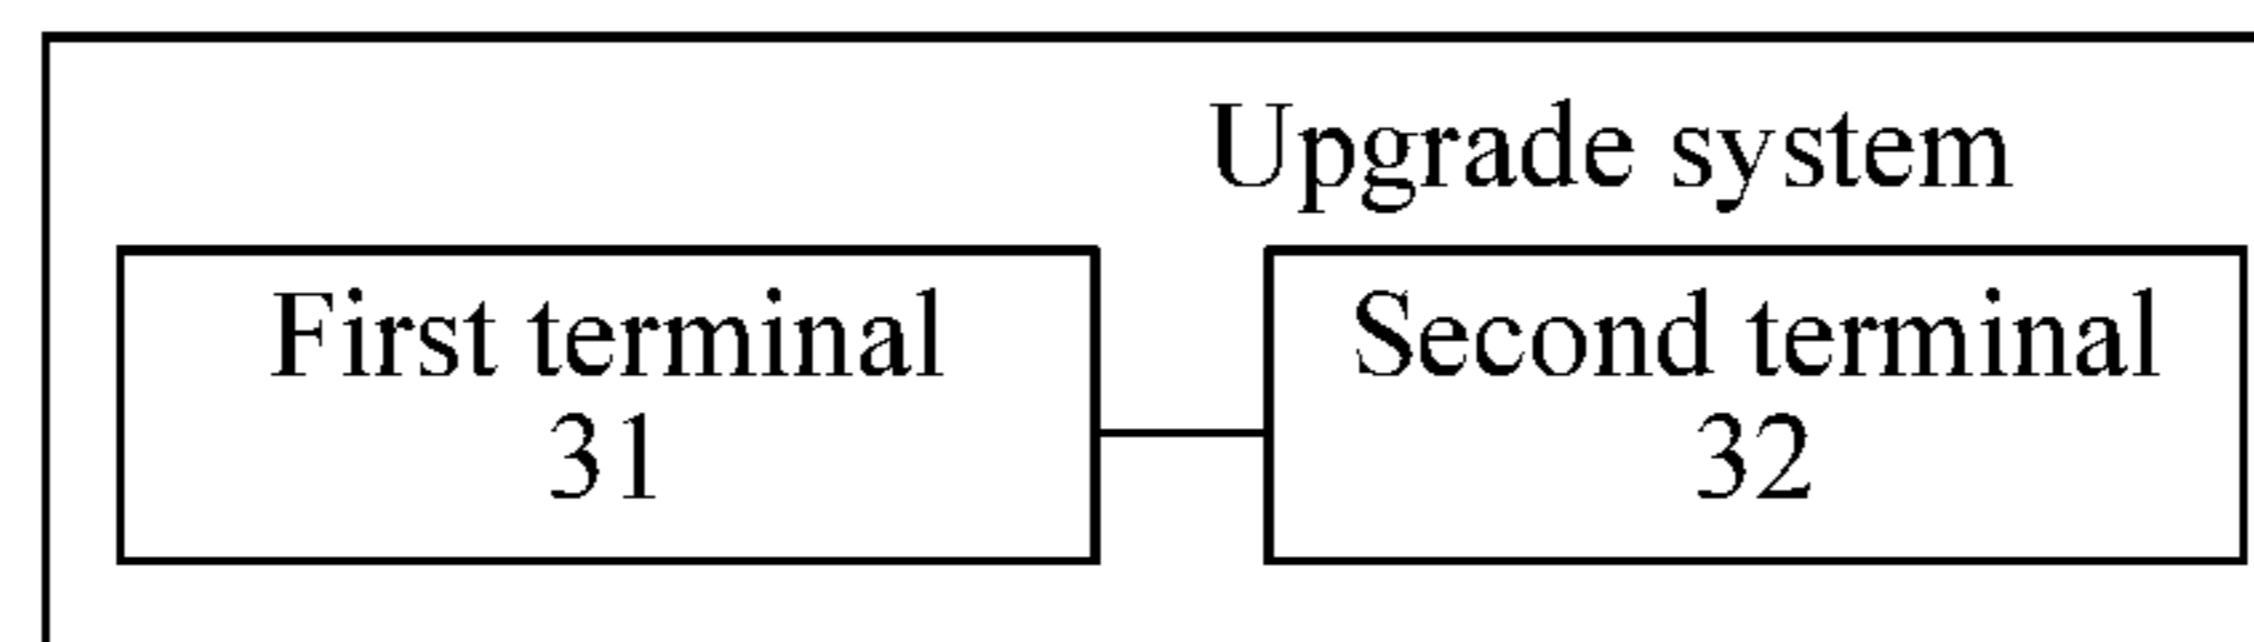 Upgrade system
First terminal
31
Second terminal
32